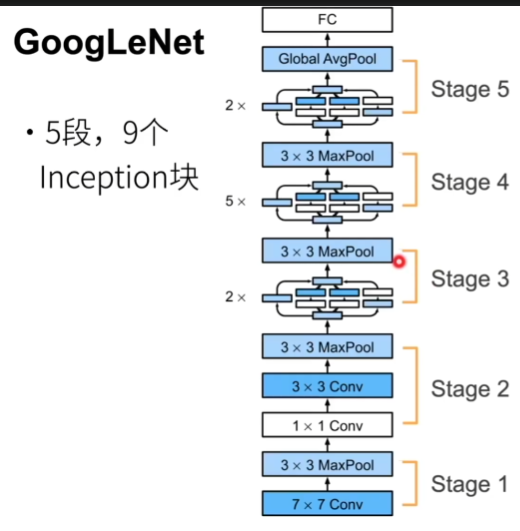 GoogLeNet
• 5段，9个
Inception块
FC
Global AvgPool
2 ×
Stage 5
3 × 3 MaxPool
5 ×
Stage 4
3 × 3 MaxPool
2 ×
Stage 3
3 × 3 MaxPool
3 × 3 Conv
1 × 1 Conv
Stage 2
3 × 3 MaxPool
7 × 7 Conv
Stage 1